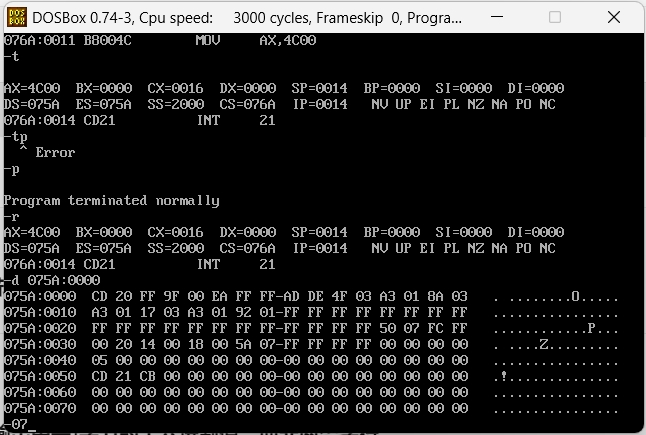 DOS
BOX
DOSBox 0.74-3, Cpu speed: 3000 cycles, Frameskip 0, Progra...
076A:0011 B8004C MOV AX,4C00
-t
AX=4C00 BX=0000 CX=0016 DX=0000 SP=0014 BP=0000 SI=0000 DI=0000
DS=075A ES=075A SS=2000 CS=076A IP=0014 NV UP EI PL NZ NA PO NC
076A:0014 CD21 INT 21
-tp
^ Error
-p
Program terminated normally
-r
AX=4C00 BX=0000 CX=0016 DX=0000 SP=0014 BP=0000 SI=0000 DI=0000
DS=075A ES=075A SS=2000 CS=076A IP=0014 NV UP EI PL NZ NA PO NC
076A:0014 CD21 INT 21
-d 075A:0000
075A:0000 CD 20 FF 9F 00 EA FF FF-AD DE 4F 03 A3 01 8A 03 . ........O.....
075A:0010 A3 01 17 03 A3 01 92 01-FF FF FF FF FF FF FF FF ................
075A:0020 FF FF FF FF FF FF FF FF-FF FF FF FF 50 07 FC FF ............P...
075A:0030 00 20 14 00 18 00 5A 07-FF FF FF FF 00 00 00 00 . ....Z.........
075A:0040 05 00 00 00 00 00 00 00-00 00 00 00 00 00 00 00 ................
075A:0050 CD 21 CB 00 00 00 00 00-00 00 00 00 00 00 00 00 .!..............
075A:0060 00 00 00 00 00 00 00 00-00 00 00 00 00 00 00 00 ................
075A:0070 00 00 00 00 00 00 00 00-00 00 00 00 00 00 00 00 ................
-07_